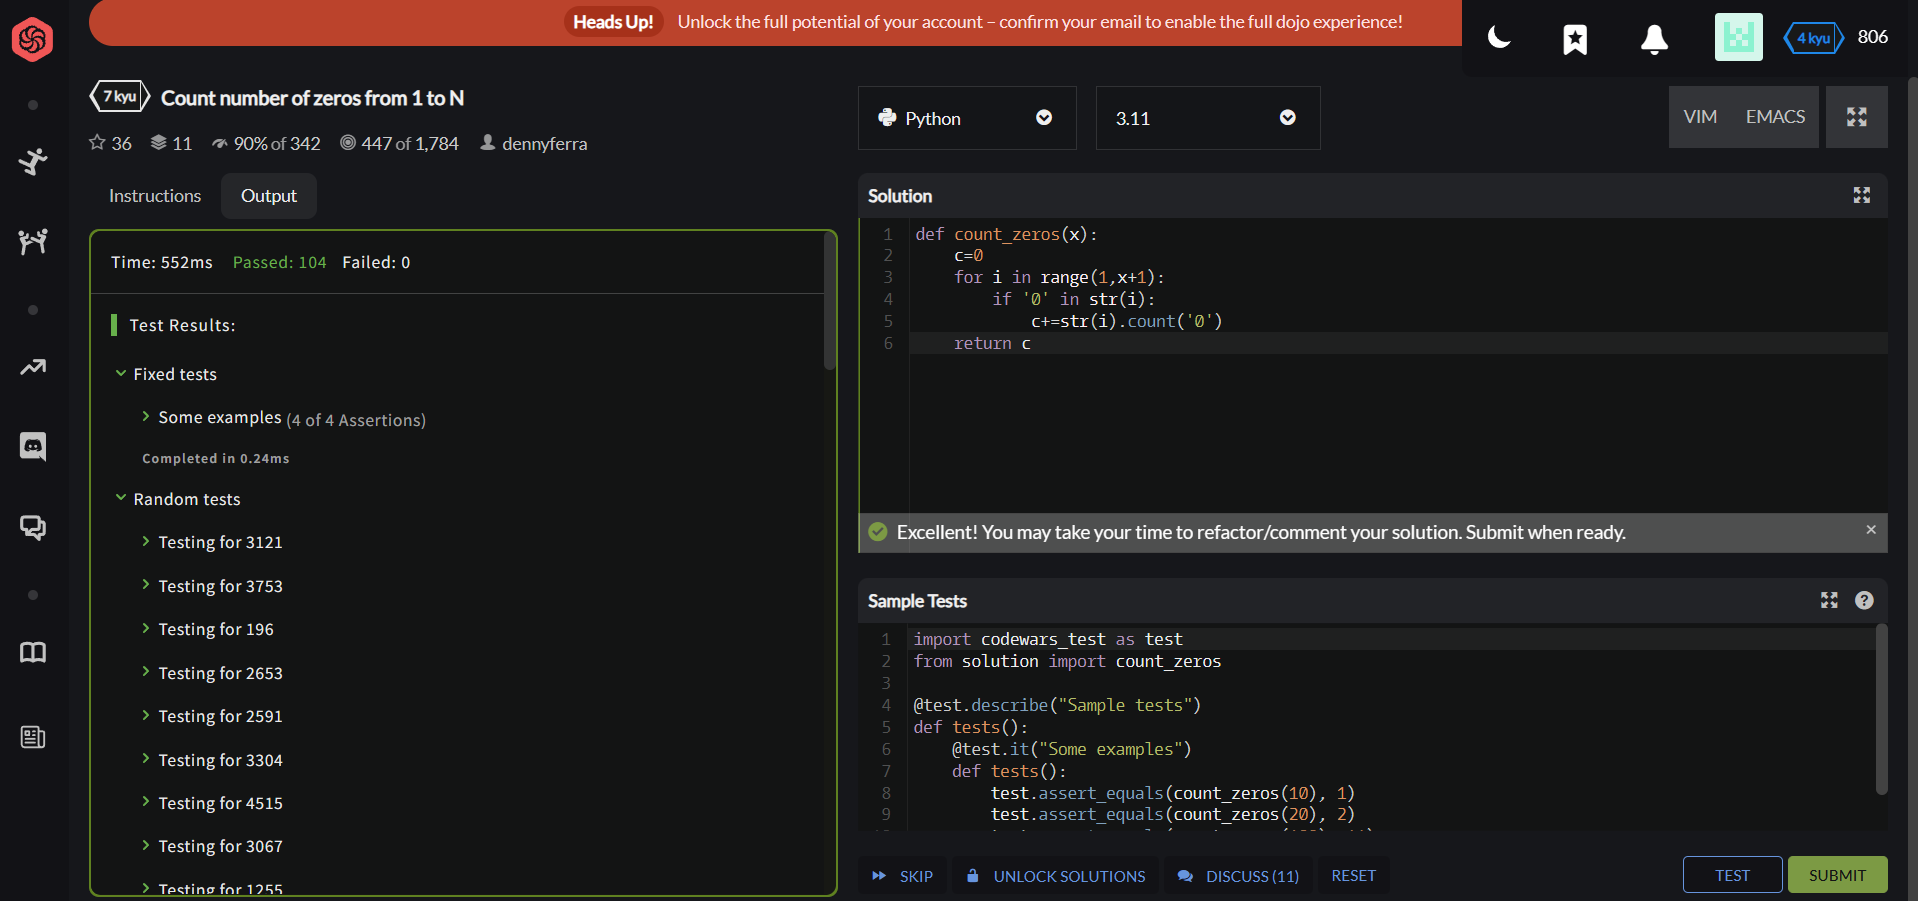 Heads Up! Unlock the full potential of your account – confirm your email to enable the full dojo experience!
4 kyu 806
7 kyu Count number of zeros from 1 to N
36 11 90% of 342 447 of 1,784 dennyferra
Instructions Output
Time: 552ms Passed: 104 Failed: 0
Test Results:
Fixed tests
Some examples (4 of 4 Assertions)
Completed in 0.24ms
Random tests
Testing for 3121
Testing for 3753
Testing for 196
Testing for 2653
Testing for 2591
Testing for 3304
Testing for 4515
Testing for 3067
Testing for 1255
Python 3.11 VIM EMACS
Solution
1 def count_zeros(x):
2 c=0
3 for i in range(1,x+1):
4 if '0' in str(i):
5 c+=str(i).count('0')
6 return c
Excellent! You may take your time to refactor/comment your solution. Submit when ready. ×
Sample Tests ?
1 import codewars_test as test
2 from solution import count_zeros
3
4 @test.describe("Sample tests")
5 def tests():
6 @test.it("Some examples")
7 def tests():
8 test.assert_equals(count_zeros(10), 1)
9 test.assert_equals(count_zeros(20), 2)
SKIP UNLOCK SOLUTIONS DISCUSS (11) RESET TEST SUBMIT